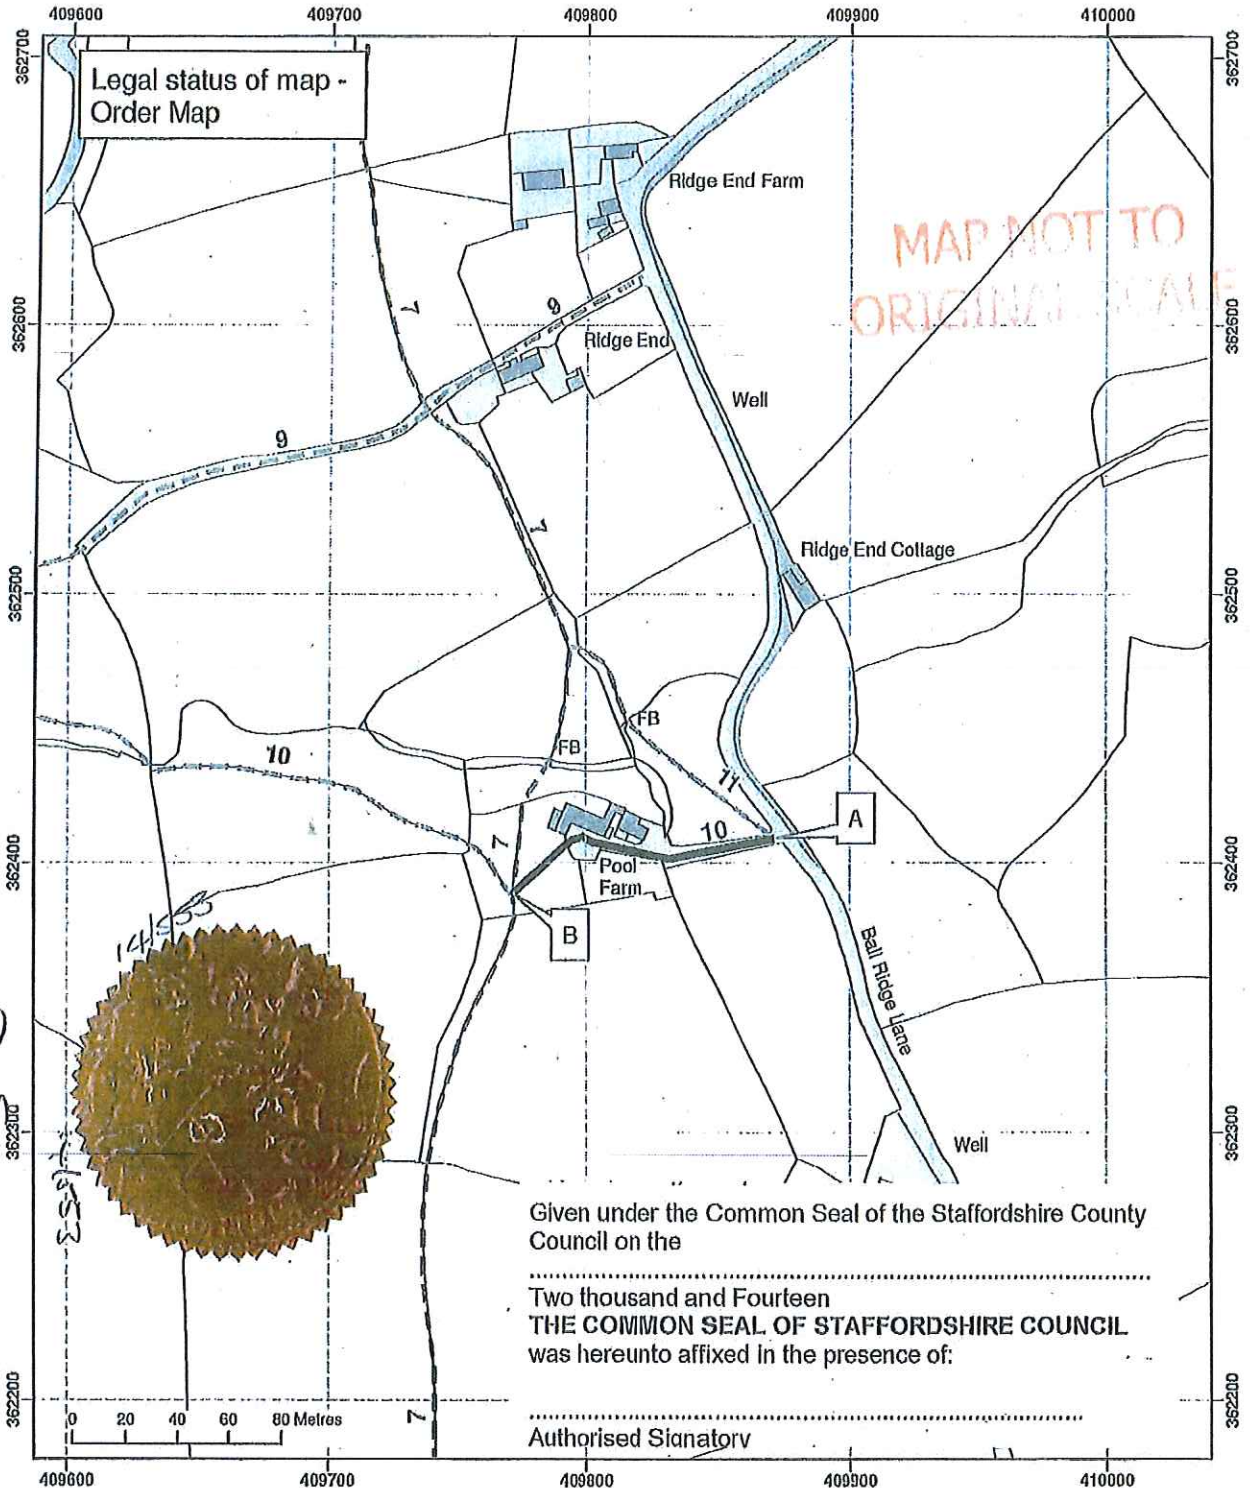 409600 409700 409800 409900 410000
362700
362700
Legal status of map -
Order Map
Ridge End Farm
MAP NOT TO
ORIGINAL SCALE
7
9
362600
362600
Ridge End
Well
9
7
Ridge End Cottage
362500
362500
FB
FB
10
11
A
10
7
362400
362400
Pool
Farm
B
Ball Ridge Lane
362300
362300
Well
Given under the Common Seal of the Staffordshire County
Council on the
Two thousand and Fourteen
THE COMMON SEAL OF STAFFORDSHIRE COUNCIL
was hereunto affixed in the presence of:
362200
362200
0 20 40 60 80 Metres
7
Authorised Signatory
409600 409700 409800 409900 410000